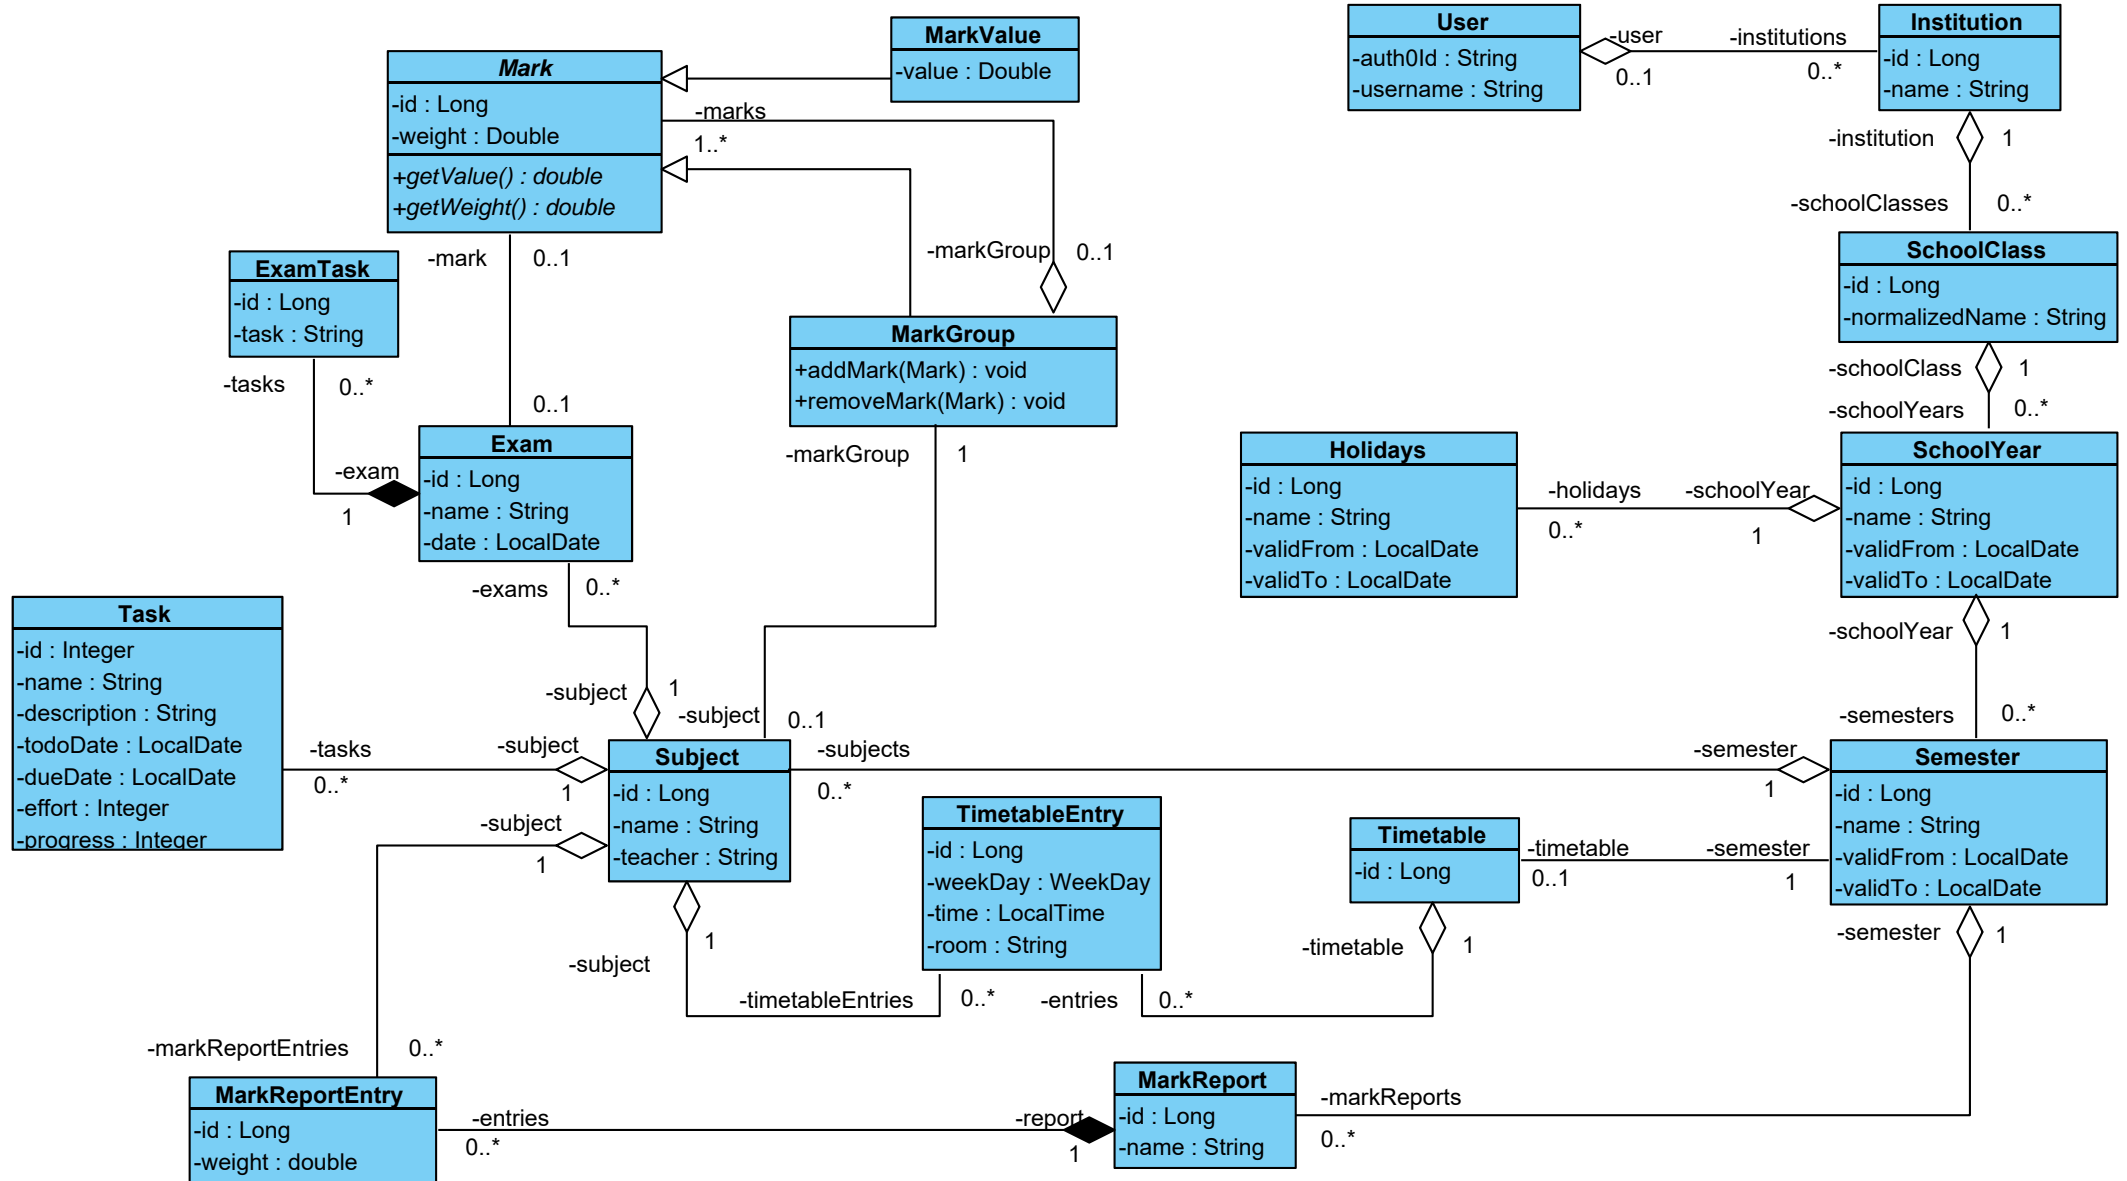 MarkValue
-value : Double
Mark
-id : Long
-weight : Double
+getValue() : double
+getWeight() : double
-marks
1..*
-markGroup
0..1
-mark
0..1
0..1
ExamTask
-id : Long
-task : String
-tasks
0..*
-exam
1
MarkGroup
+addMark(Mark) : void
+removeMark(Mark) : void
-markGroup
1
Exam
-id : Long
-name : String
-date : LocalDate
-exams
0..*
-subject
1
-subject
0..1
Task
-id : Integer
-name : String
-description : String
-todoDate : LocalDate
-dueDate : LocalDate
-effort : Integer
-progress : Integer
-tasks
0..*
-subject
1
Subject
-id : Long
-name : String
-teacher : String
-subject
1
-subjects
0..*
-semester
1
-subject
1
-timetableEntries
0..*
TimetableEntry
-id : Long
-weekDay : WeekDay
-time : LocalTime
-room : String
-entries
0..*
-timetable
1
Timetable
-id : Long
-timetable
0..1
-semester
1
-markReportEntries
0..*
MarkReportEntry
-id : Long
-weight : double
-entries
0..*
-report
1
MarkReport
-id : Long
-name : String
-markReports
0..*
-semester
1
User
-auth0Id : String
-username : String
-user
0..1
-institutions
0..*
Institution
-id : Long
-name : String
-institution
1
-schoolClasses
0..*
SchoolClass
-id : Long
-normalizedName : String
-schoolClass
1
-schoolYears
0..*
Holidays
-id : Long
-name : String
-validFrom : LocalDate
-validTo : LocalDate
-holidays
0..*
-schoolYear
1
SchoolYear
-id : Long
-name : String
-validFrom : LocalDate
-validTo : LocalDate
-schoolYear
1
-semesters
0..*
Semester
-id : Long
-name : String
-validFrom : LocalDate
-validTo : LocalDate